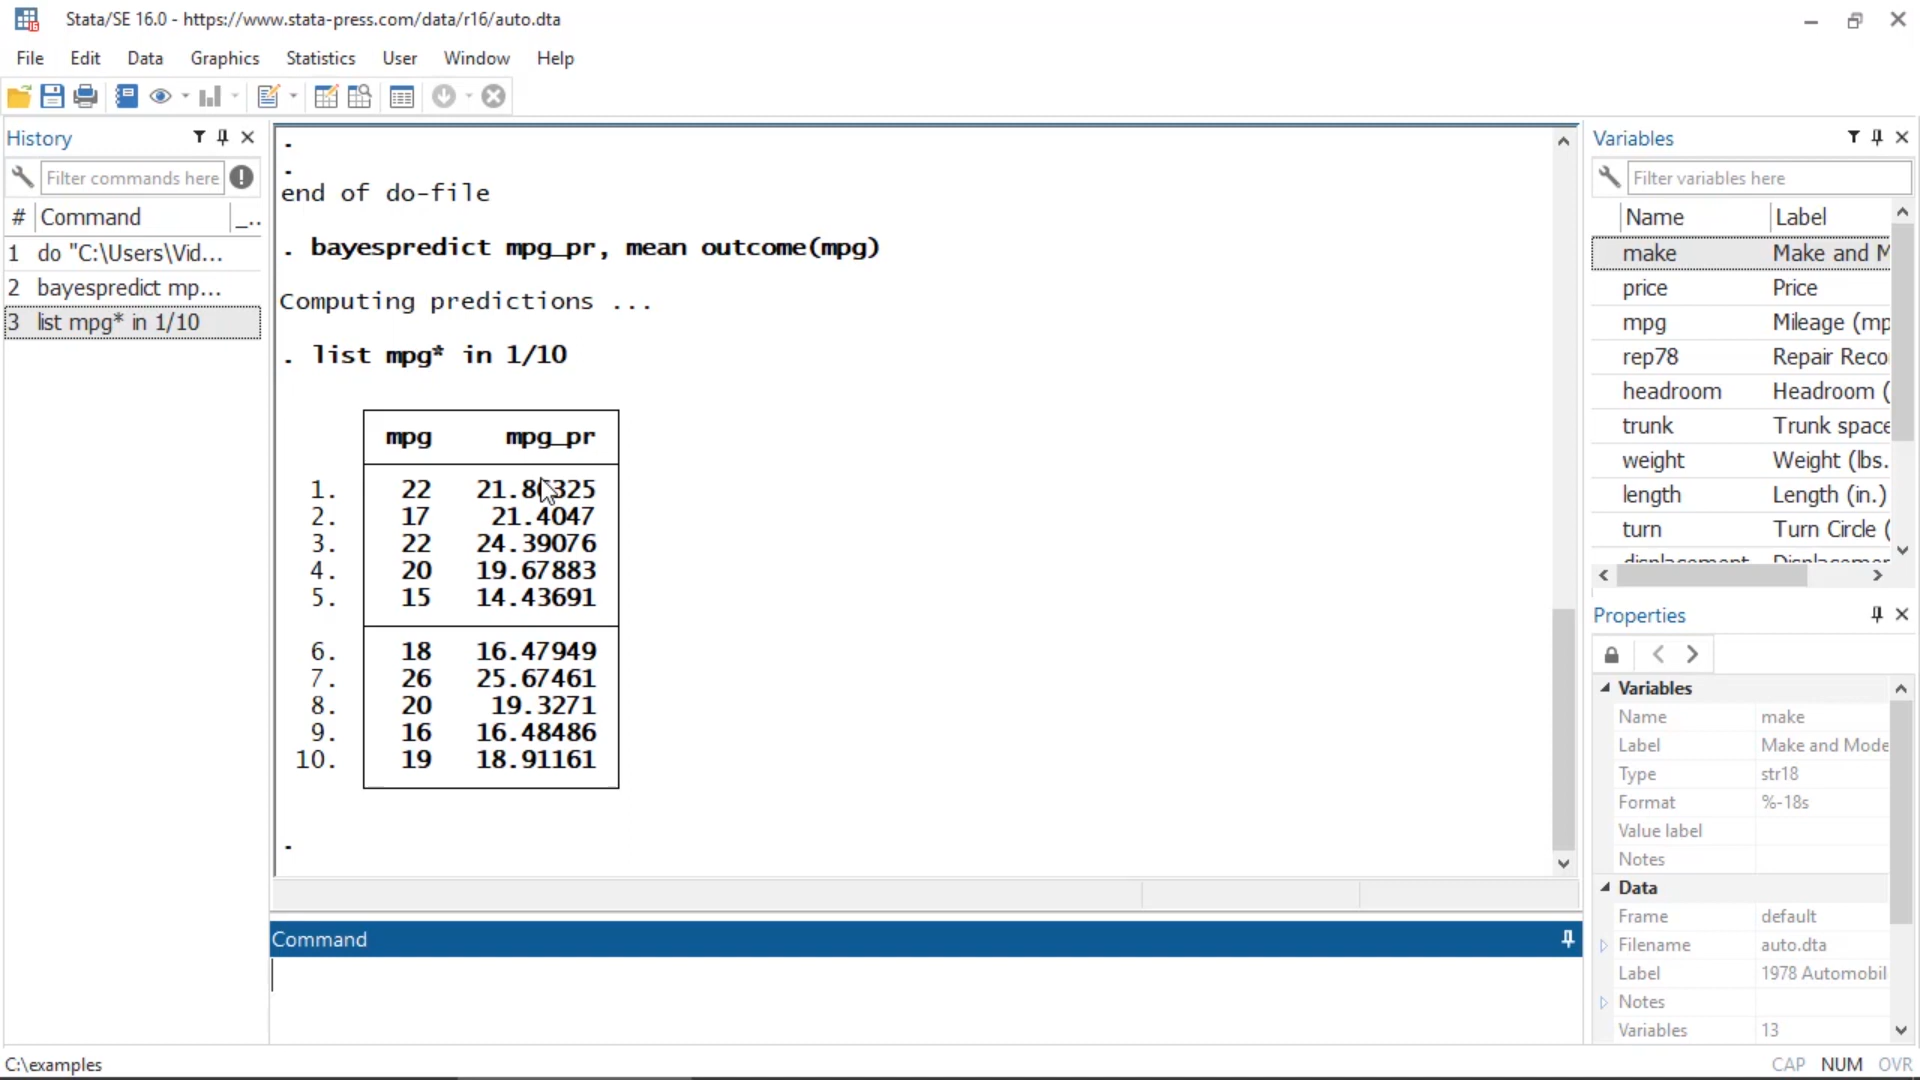 Stata/SE 16.0 - https://www.stata-press.com/data/r16/auto.dta
File Edit Data Graphics Statistics User Window Help
History
Filter commands here
# Command _..
1 do "C:\Users\Vid...
2 bayespredict mp...
3 list mpg* in 1/10
.
.
end of do-file
. bayespredict mpg_pr, mean outcome(mpg)
Computing predictions ...
. list mpg* in 1/10
mpg mpg_pr
1. 22
2. 17 21.4047
3. 22 24.39076
4. 20 19.67883
5. 15 14.43691
6. 18 16.47949
7. 26 25.67461
8. 20 19.3271
9. 16 16.48486
10. 19 18.91161
.
Command
Variables
Filter variables here
Name Label
make Make and M
price Price
mpg Mileage (mp
rep78 Repair Reco
headroom Headroom (
trunk Trunk space
weight Weight (lbs.
length Length (in.)
turn Turn Circle (
Properties
Variables
Name make
Label Make and Mode
Type str18
Format %-18s
Value label
Notes
Data
Frame default
Filename auto.dta
Label 1978 Automobil
Notes
Variables 13
C:\examples
CAP NUM OVR